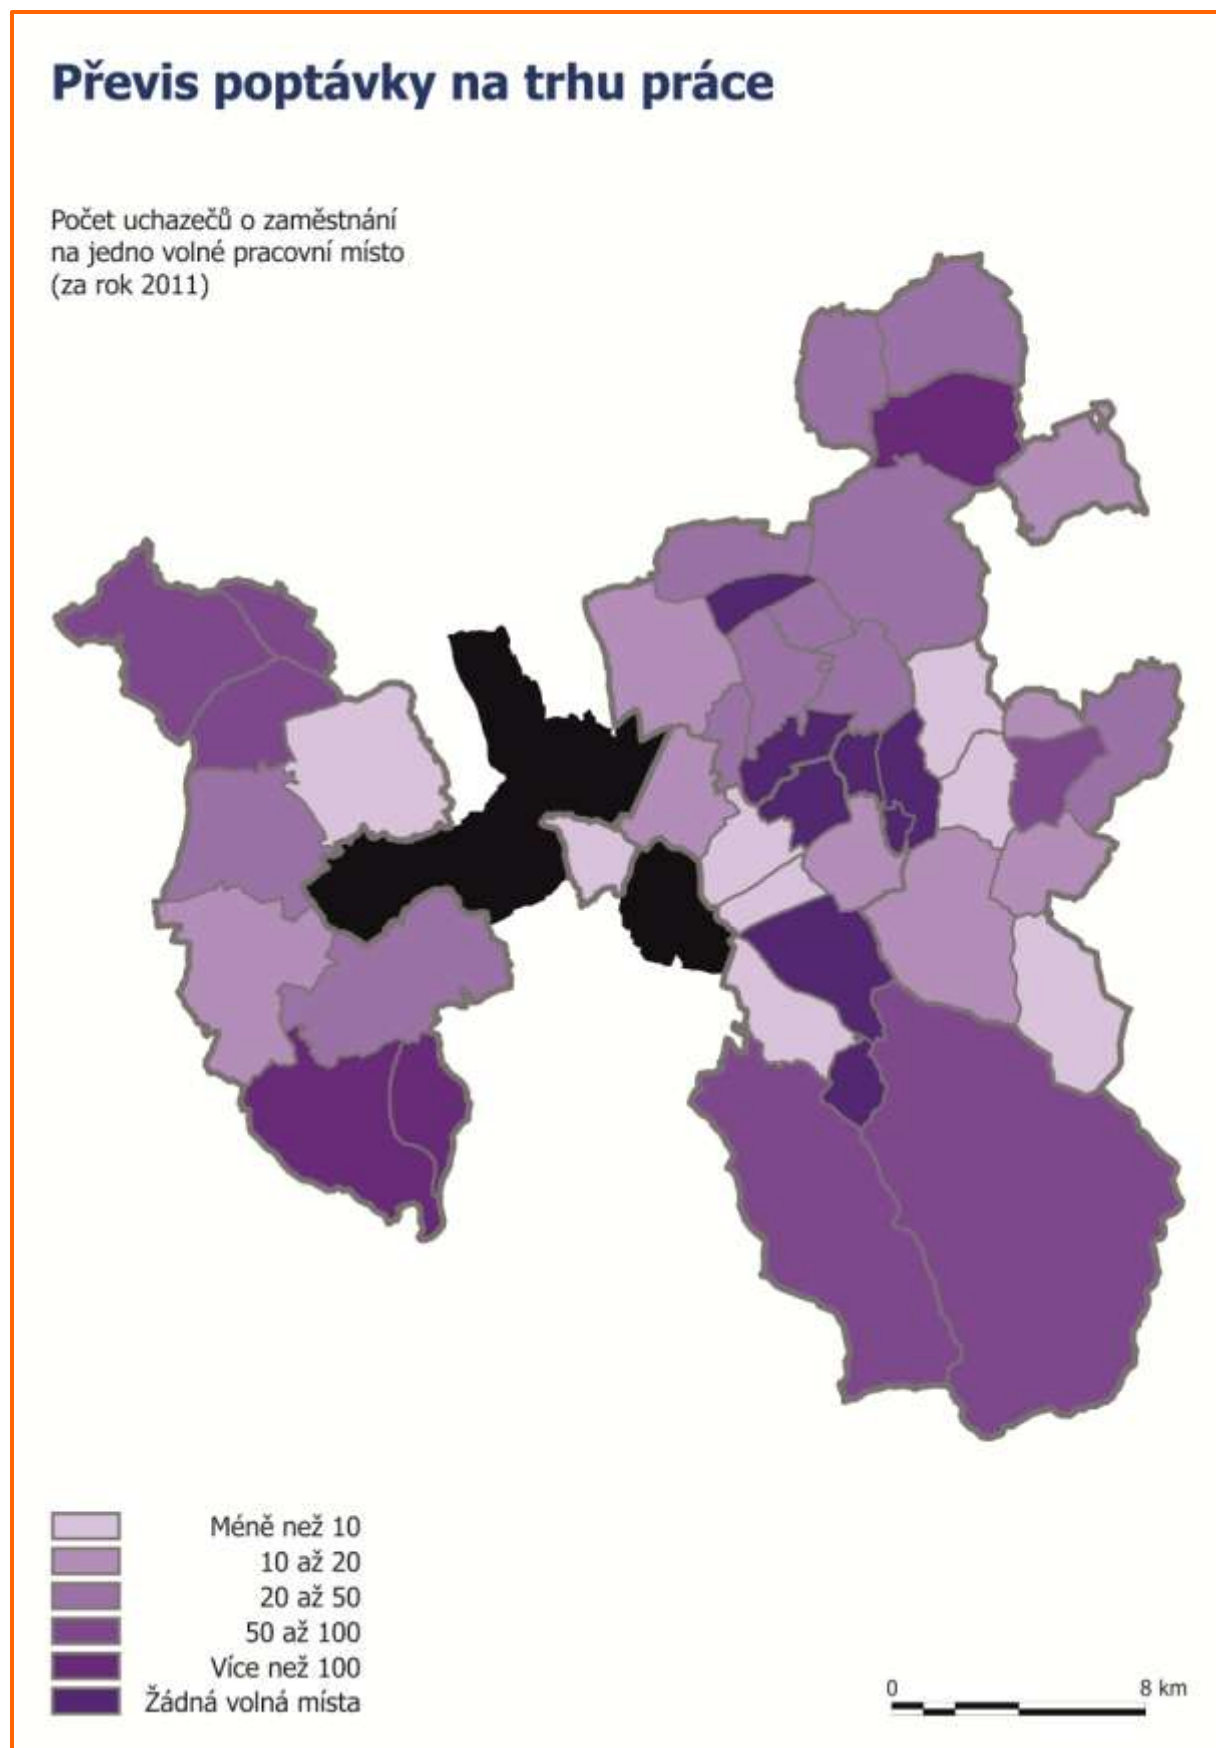 Převis poptávky na trhu práce
Počet uchazečů o zaměstnání
na jedno volné pracovní místo
(za rok 2011)
Méně než 10
10 až 20
20 až 50
50 až 100
Více než 100
Žádná volná místa
0 8 km